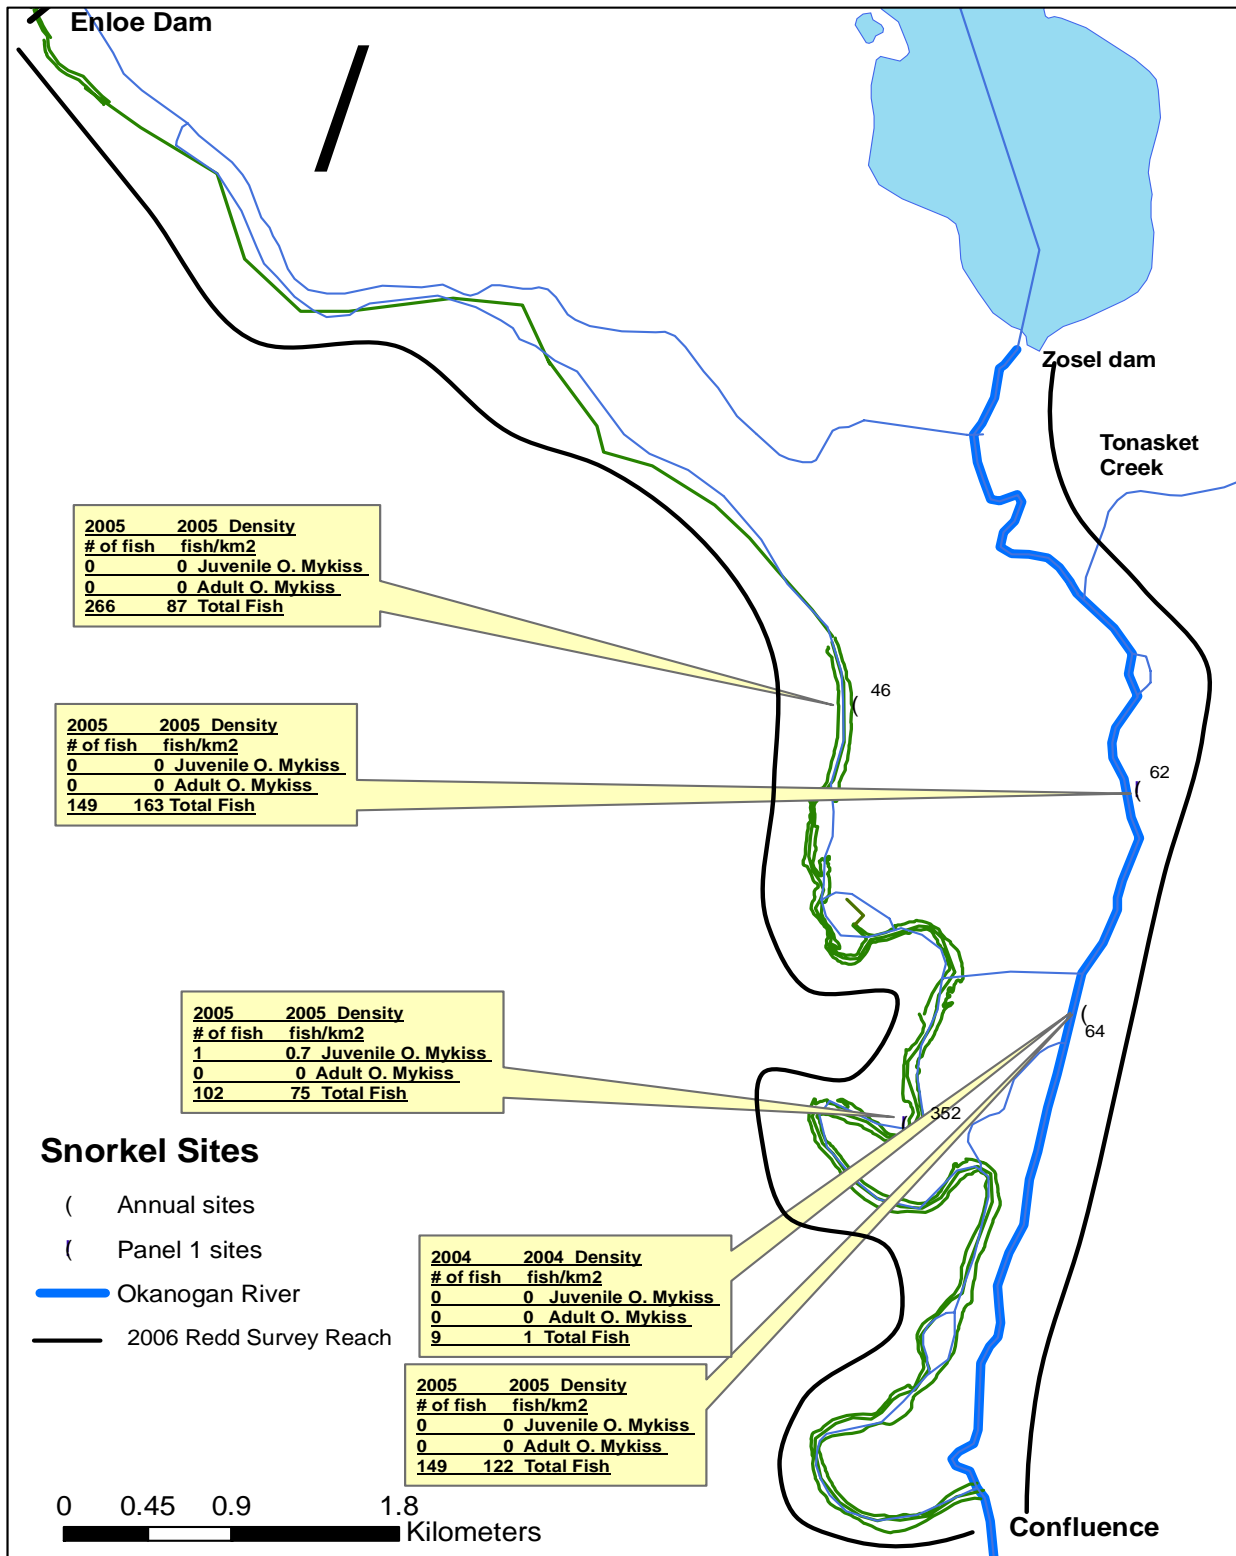 Enloe Dam
Zosel dam
Tonasket
Creek
2005 2005 Density
# of fish fish/km2
0 0 Juvenile O. Mykiss
0 0 Adult O. Mykiss
266 87 Total Fish
46
2005 2005 Density
# of fish fish/km2
0 0 Juvenile O. Mykiss
0 0 Adult O. Mykiss
149 163 Total Fish
62
2005 2005 Density
# of fish fish/km2
1 0.7 Juvenile O. Mykiss
0 0 Adult O. Mykiss
102 75 Total Fish
64
352
Snorkel Sites
( Annual sites
( Panel 1 sites
Okanogan River
2006 Redd Survey Reach
2004 2004 Density
# of fish fish/km2
0 0 Juvenile O. Mykiss
0 0 Adult O. Mykiss
9 1 Total Fish
2005 2005 Density
# of fish fish/km2
0 0 Juvenile O. Mykiss
0 0 Adult O. Mykiss
149 122 Total Fish
0 0.45 0.9 1.8
Kilometers
Confluence